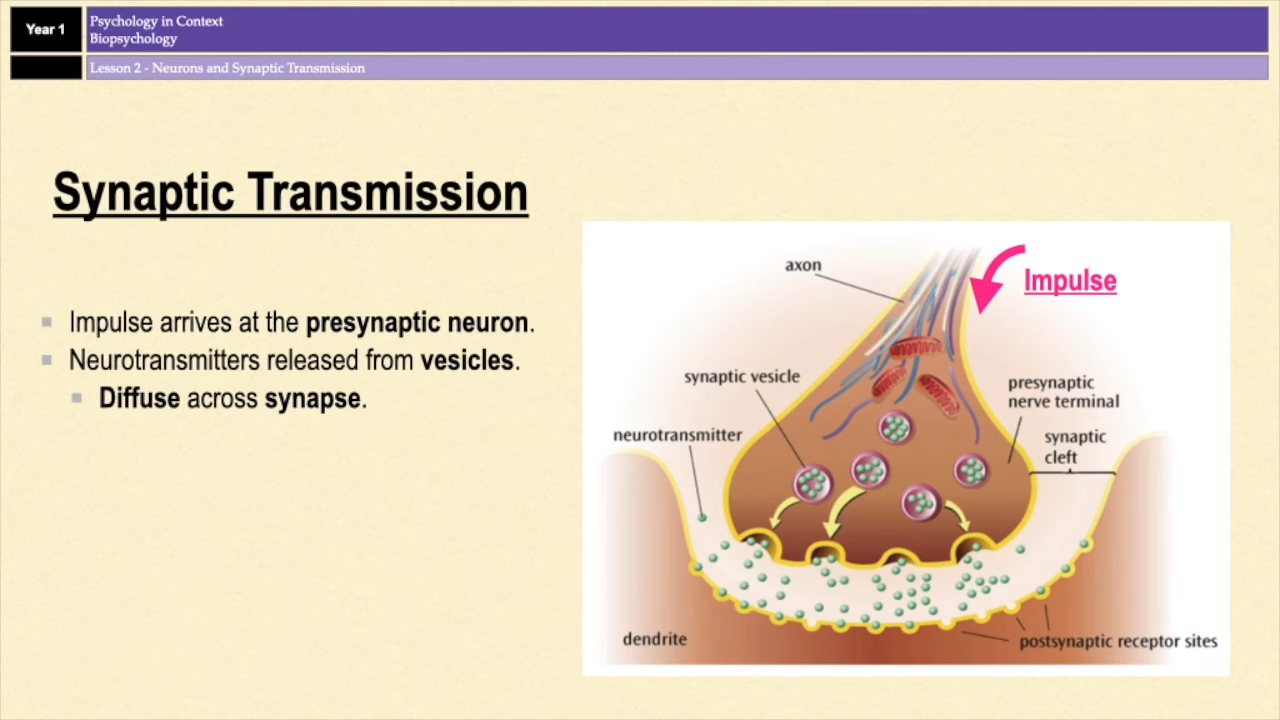 Year 1
Psychology in Context
Biopsychology
Lesson 2 - Neurons and Synaptic Transmission
Synaptic Transmission
Impulse arrives at the presynaptic neuron.
Neurotransmitters released from vesicles.
Diffuse across synapse.
axon
Impulse
synaptic vesicle
presynaptic
nerve terminal
neurotransmitter
synaptic
cleft
dendrite
postsynaptic receptor sites